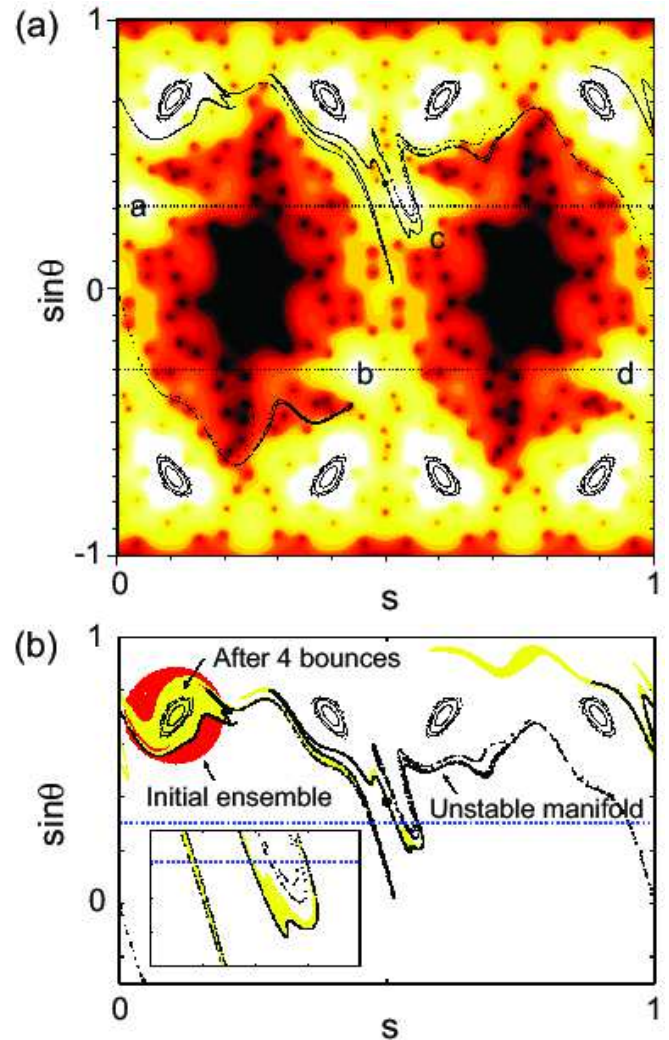 (a)
1
sinθ
0
-1
a
b
c
d
0
s
1
(b)
1
After 4 bounces
Initial ensemble
Unstable manifold
sinθ
0
0
s
1